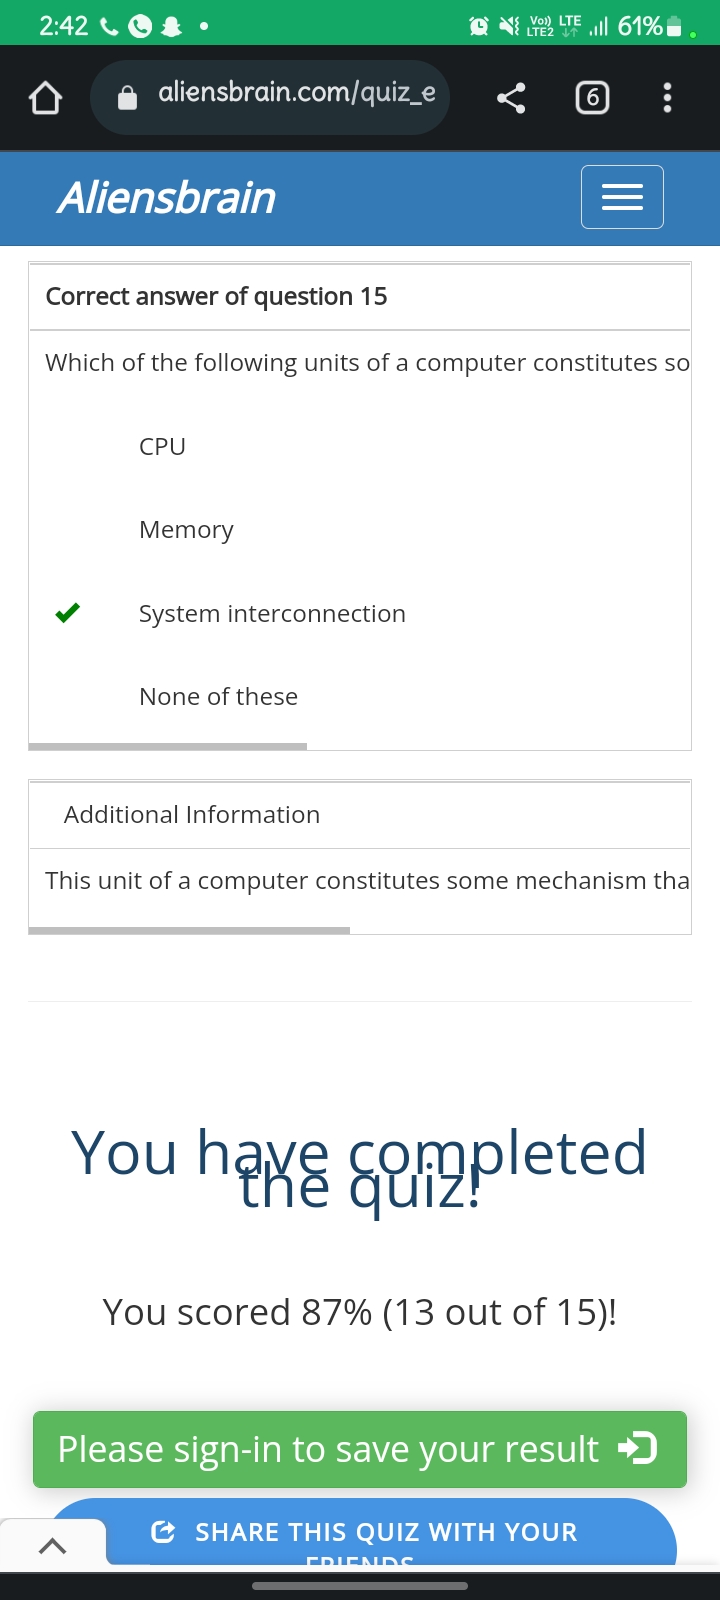 2:42
Vo)) LTE
LTE2
61%
aliensbrain.com/quiz_e
6
Aliensbrain
Correct answer of question 15
Which of the following units of a computer constitutes so
CPU
Memory
System interconnection
None of these
Additional Information
This unit of a computer constitutes some mechanism tha
You have completed
the quiz!
You scored 87% (13 out of 15)!
Please sign-in to save your result
SHARE THIS QUIZ WITH YOUR
FRIENDS